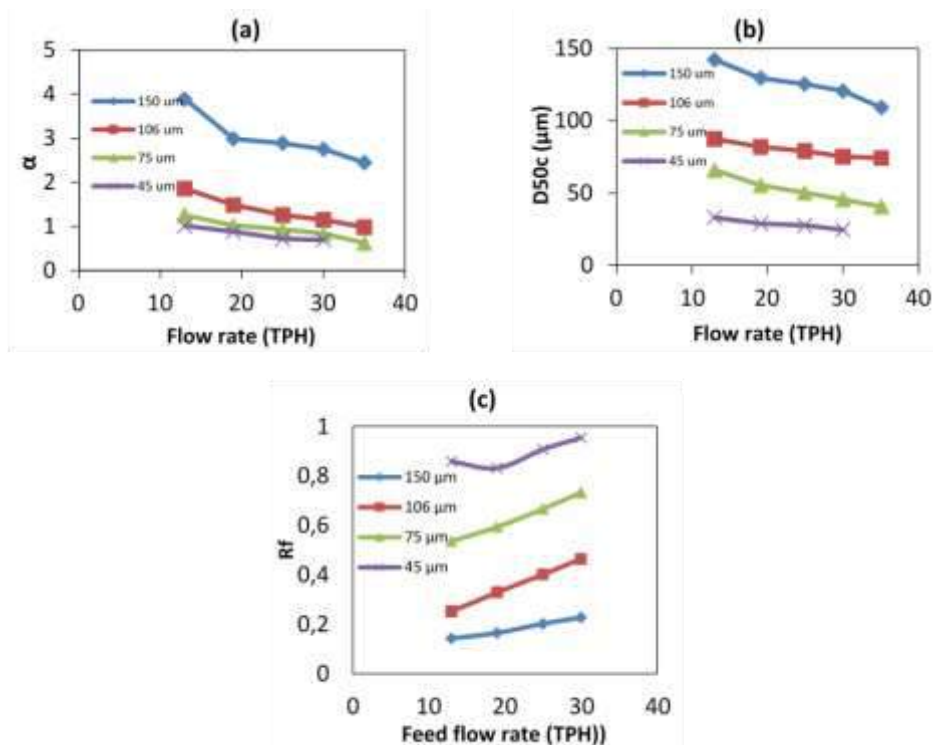 (a)
5
4
3
2
1
0
α
150 um
106 um
75 um
45 um
0 10 20 30 40
Flow rate (TPH)
(b)
150
100
50
0
D50c (µm)
150 um
106 um
75 um
45 um
0 10 20 30 40
Flow rate (TPH)
(c)
1
0,8
0,6
0,4
0,2
0
Rf
150 µm
106 µm
75 µm
45 µm
0 10 20 30 40
Feed flow rate (TPH))